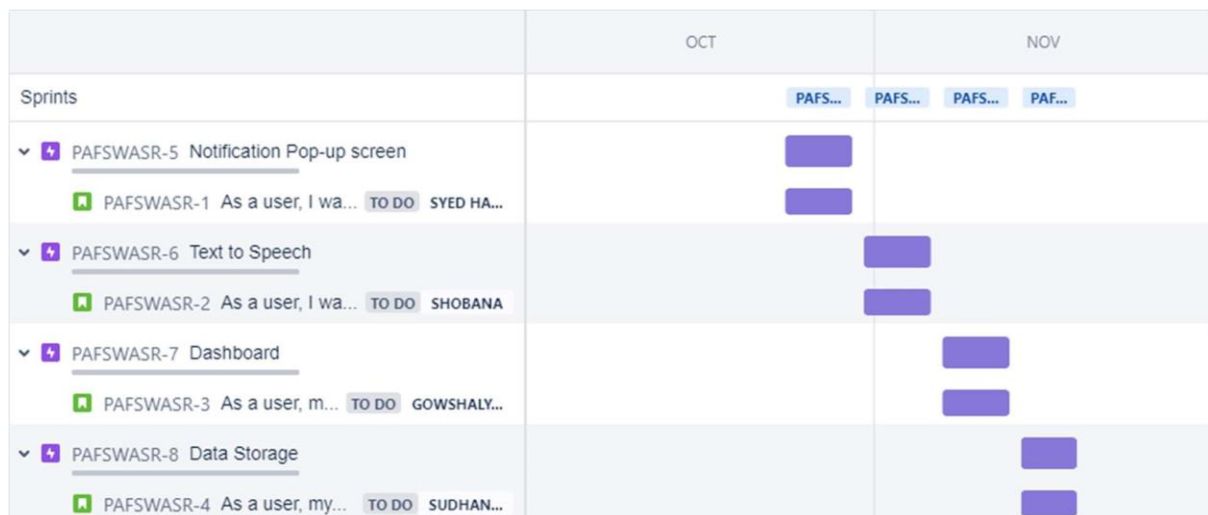 OCT NOV
Sprints PAFS... PAFS... PAFS... PAF...
PAFSWASR-5 Notification Pop-up screen
PAFSWASR-1 As a user, I wa... TO DO SYED HA...
PAFSWASR-6 Text to Speech
PAFSWASR-2 As a user, I wa... TO DO SHOBANA
PAFSWASR-7 Dashboard
PAFSWASR-3 As a user, m... TO DO GOWSHALY...
PAFSWASR-8 Data Storage
PAFSWASR-4 As a user, my... TO DO SUDHAN...